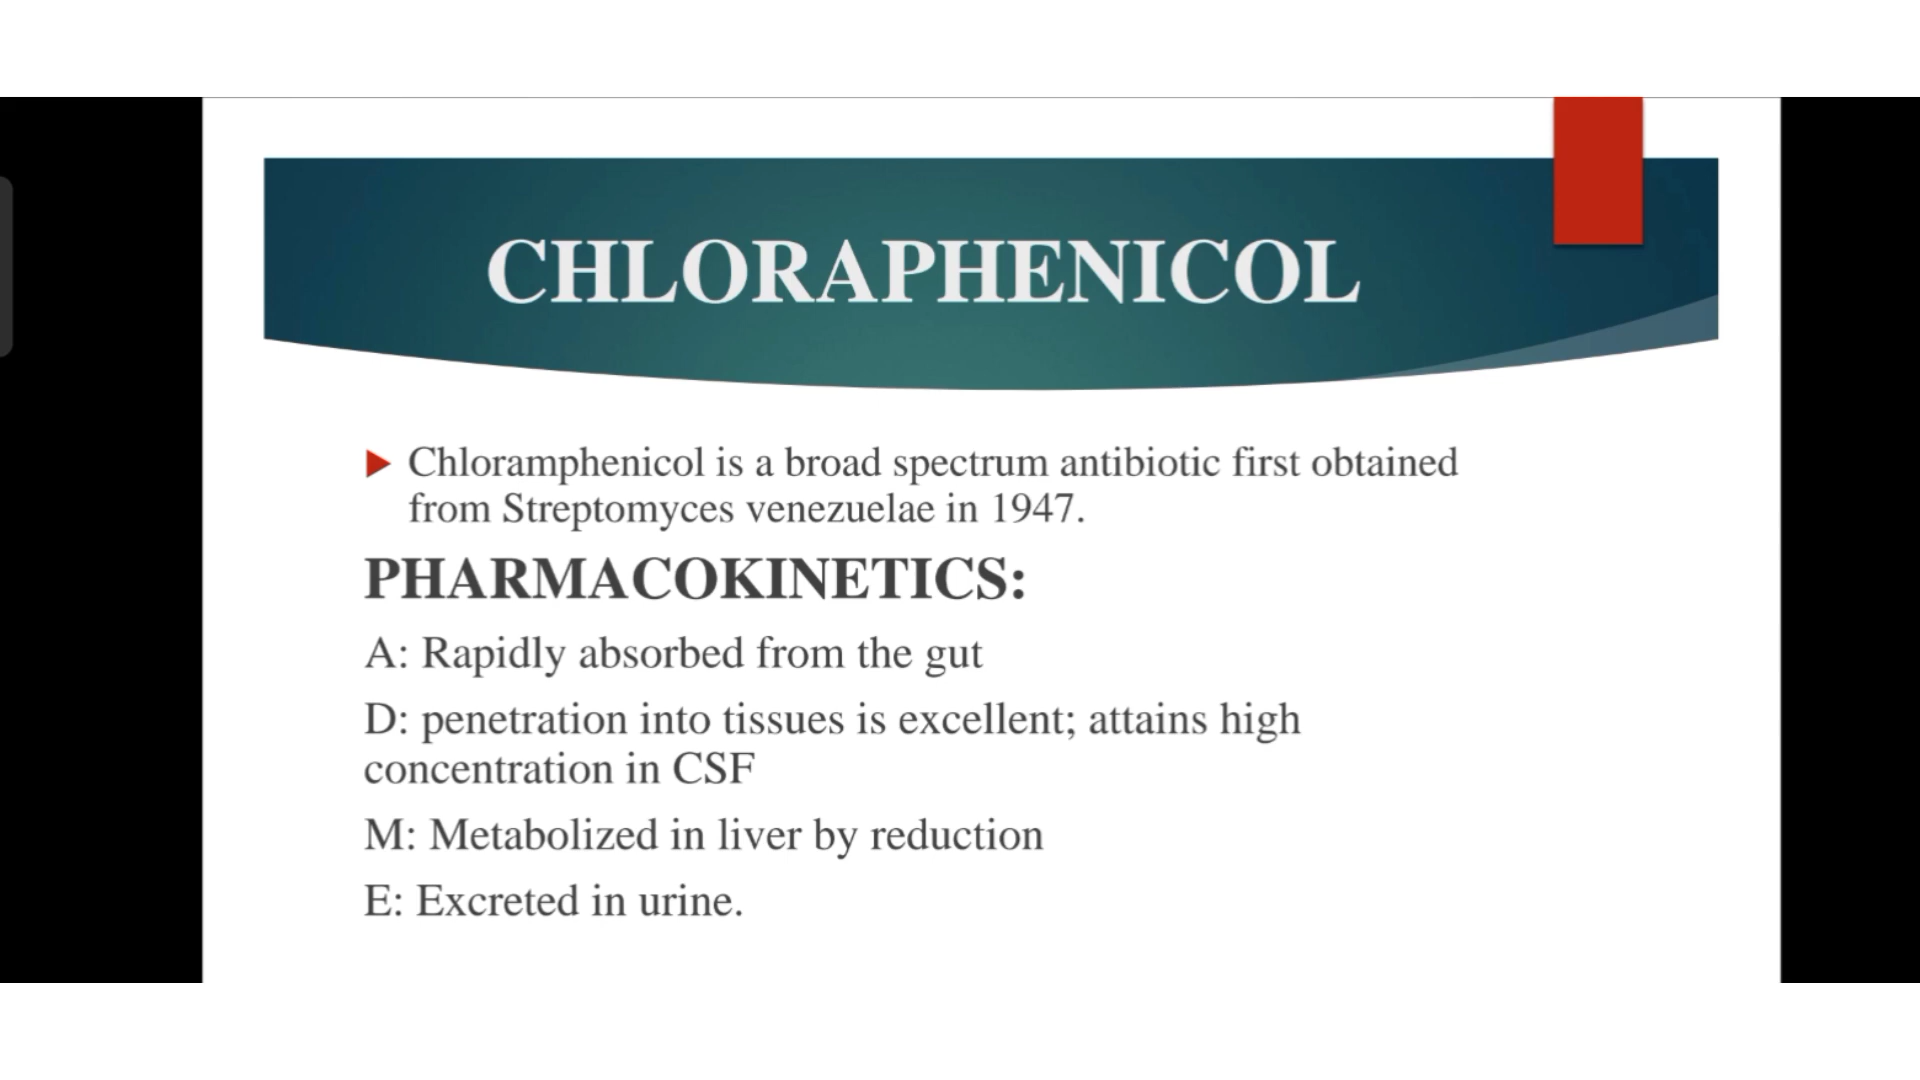 CHLORAPHENICOL
Chloramphenicol is a broad spectrum antibiotic first obtained
from Streptomyces venezuelae in 1947.
PHARMACOKINETICS:
A: Rapidly absorbed from the gut
D: penetration into tissues is excellent; attains high
concentration in CSF
M: Metabolized in liver by reduction
E: Excreted in urine.